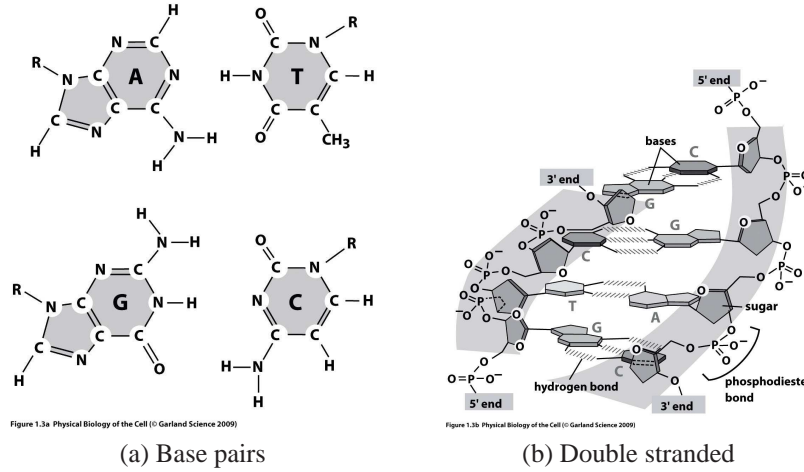 H
N C
R
N C A N
C C C
N
H N H
H
O R
C N
H N T C H
C C
O CH₃
H
N H
N C
R
N C G N H
C C C
N
H O
O R
C N
N C C H
C C
N H
H H
Figure 1.3a Physical Biology of the Cell (© Garland Science 2009)
(a) Base pairs
5' end
O⁻
O P O⁻
O
bases
C
3' end
G
G
C
T
A
sugar
G
C
hydrogen bond
phosphodiester
bond
5' end
3' end
Figure 1.3b Physical Biology of the Cell (© Garland Science 2009)
(b) Double stranded